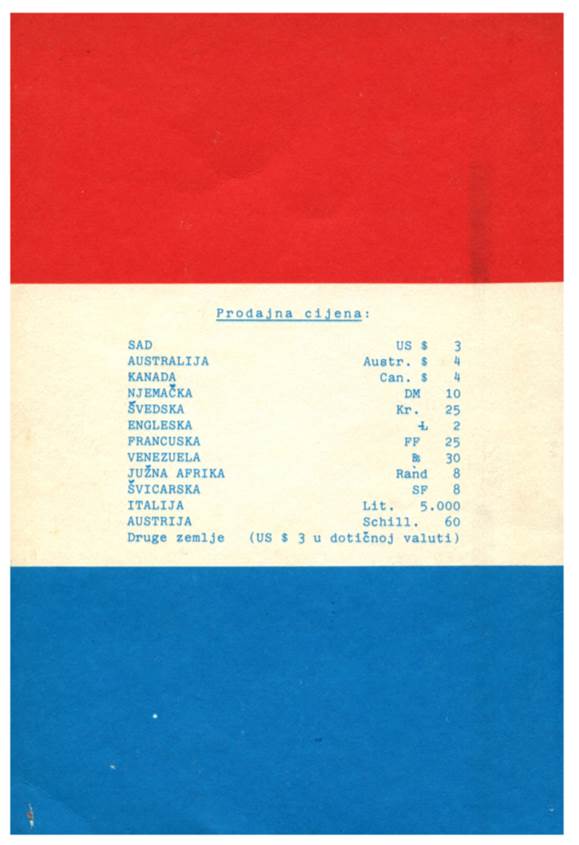 Prodajna cijena:
SAD US $ 3
AUSTRALIJA Austr. $ 4
KANADA Can. $ 4
NJEMAČKA DM 10
ŠVEDSKA Kr. 25
ENGLESKA Ł 2
FRANCUSKA FF 25
VENEZUELA 30
JUŽNA AFRIKA Rand 8
ŠVICARSKA SF 8
ITALIJA Lit. 5.000
AUSTRIJA Schill. 60
Druge zemlje (US $ 3 u dotičnoj valuti)